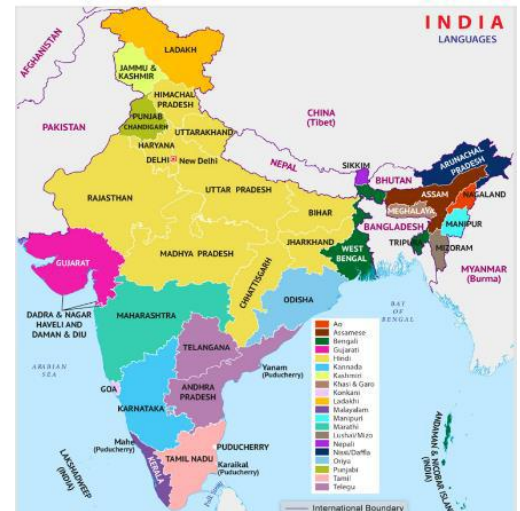 INDIA
LANGUAGES
AFGHANISTAN
LADAKH
JAMMU &
KASHMIR
HIMACHAL
PRADESH
PUNJAB
CHANDIGARH
UTTARAKHAND
HARYANA
DELHI
New Delhi
PAKISTAN
CHINA
(Tibet)
NEPAL
SIKKIM
BHUTAN
ARUNACHAL
PRADESH
RAJASTHAN
UTTAR PRADESH
BIHAR
ASSAM
NAGALAND
MEGHALAYA
MANIPUR
BANGLADESH
TRIPURA
MIZORAM
JHARKHAND
WEST
BENGAL
GUJARAT
MADHYA PRADESH
CHHATTISGARH
MYANMAR
(Burma)
DADRA & NAGAR
HAVELI AND
DAMAN & DIU
MAHARASHTRA
ODISHA
BAY
OF
BENGAL
ARABIAN
SEA
TELANGANA
Yanam
(Puducherry)
GOA
KARNATAKA
ANDHRA
PRADESH
Mahe
(Puducherry)
PUDUCHERRY
Karaikal
(Puducherry)
KERALA
TAMIL NADU
LAKSHADWEEP
(INDIA)
ANDAMAN & NICOBAR ISLAN
(INDIA)
Ao
Assamese
Bengali
Gujarati
Hindi
Kannada
Kashmiri
Khasi & Garo
Konkani
Ladakhi
Malayalam
Manipuri
Marathi
Lushai/Mizo
Nepali
Nissi/Daffla
Oriya
Punjabi
Tamil
Telegu
International Boundary